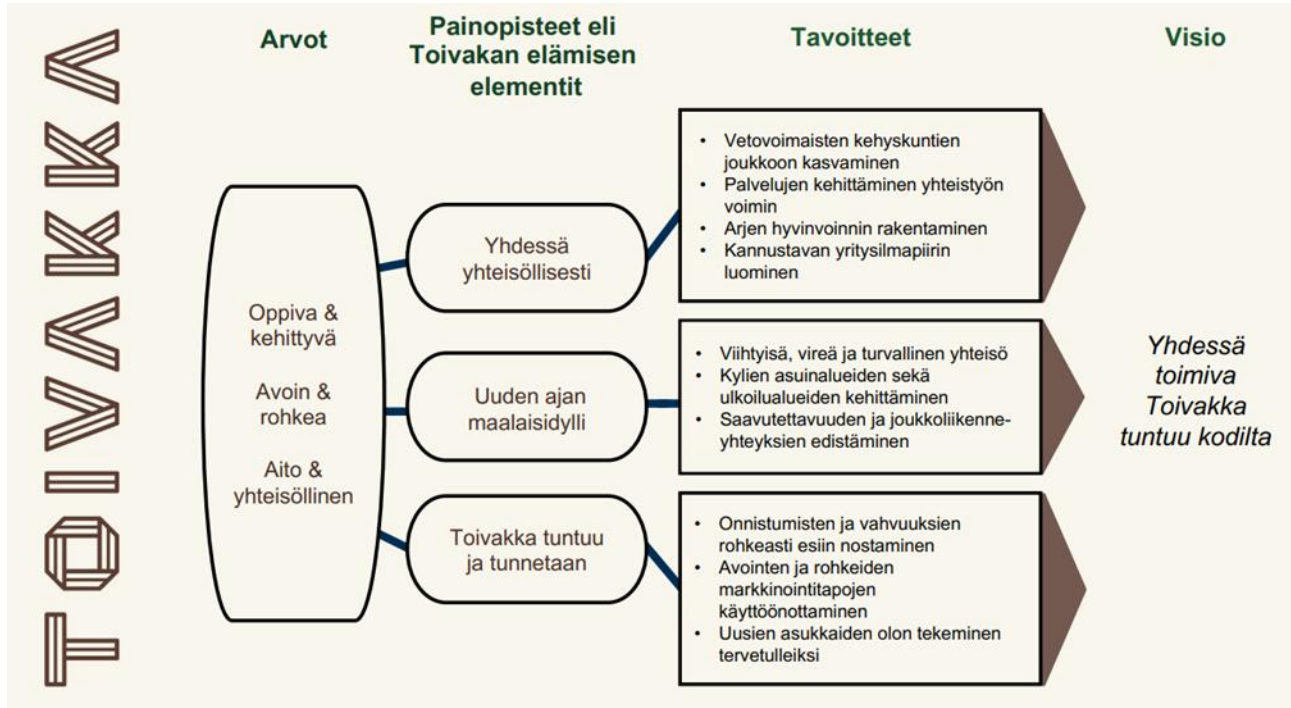 TOIVAKKA
Arvot
Painopisteet eli
Toivakan elämisen
elementit
Tavoitteet
Visio
Oppiva &
kehittyvä
Avoin &
rohkea
Aito &
yhteisöllinen
Yhdessä
yhteisöllisesti
Uuden ajan
maalaisidylli
Toivakka tuntuu
ja tunnetaan
• Vetovoimaisten kehyskuntien
joukkoon kasvaminen
• Palvelujen kehittäminen yhteistyön
voimin
• Arjen hyvinvoinnin rakentaminen
• Kannustavan yritysilmapiirin
luominen
• Viihtyisä, vireä ja turvallinen yhteisö
• Kylien asuinalueiden sekä
ulkoilualueiden kehittäminen
• Saavutettavuuden ja joukkoliikenne-
yhteyksien edistäminen
• Onnistumisten ja vahvuuksien
rohkeasti esiin nostaminen
• Avointen ja rohkeiden
markkinointitapojen
käyttöönottaminen
• Uusien asukkaiden olon tekeminen
tervetulleiksi
Yhdessä
toimiva
Toivakka
tuntuu kodilta